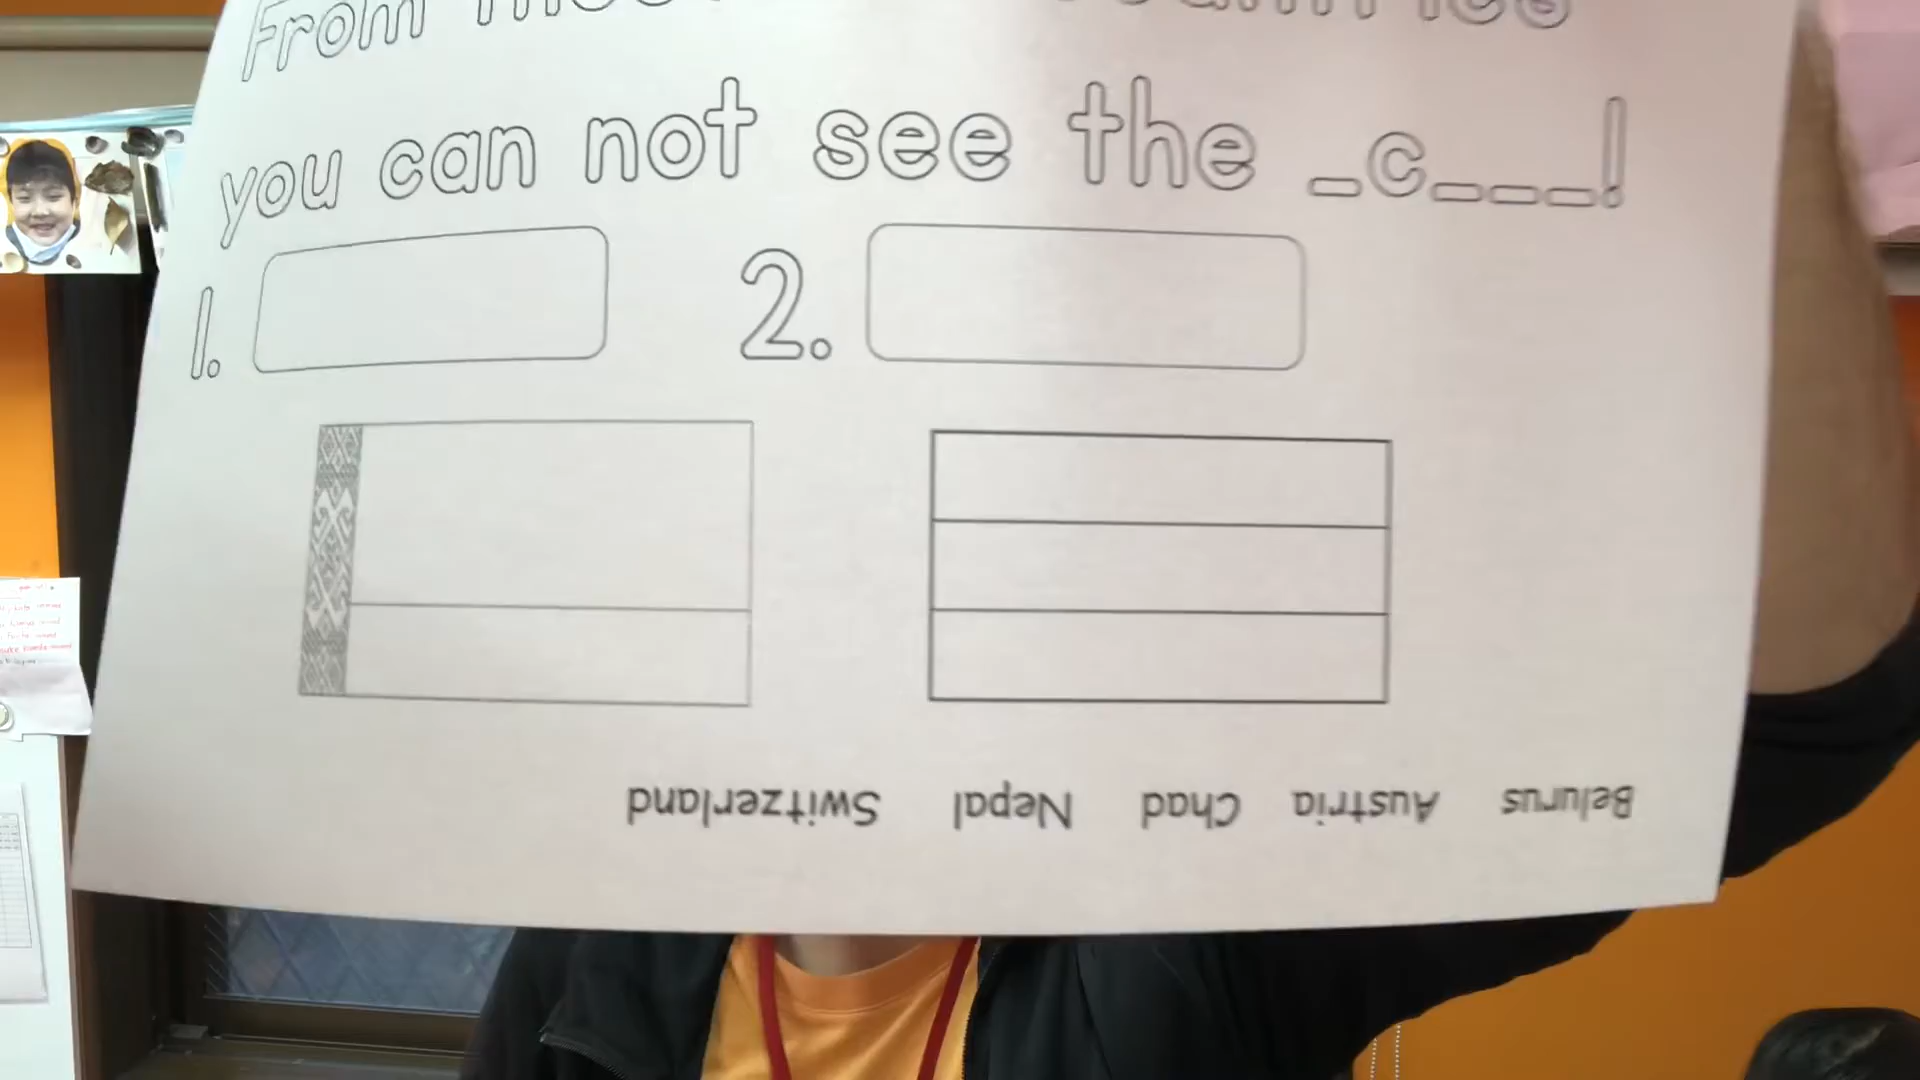 From
you can not see the _c___!
1. 2.
Switzerland Nepal Chad Austria Belurus